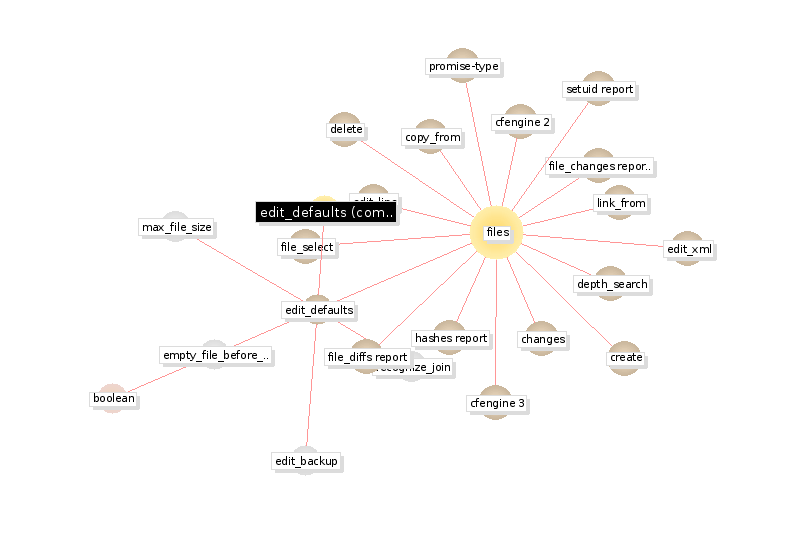 promise-type
setuid report
cfengine 2
delete
copy_from
file_changes repor..
link_from
edit_defaults (com..
max_file_size
files
file_select
edit_xml
depth_search
edit_defaults
hashes report
changes
empty_file_before_..
file_diffs report
create
recognize_join
boolean
cfengine 3
edit_backup